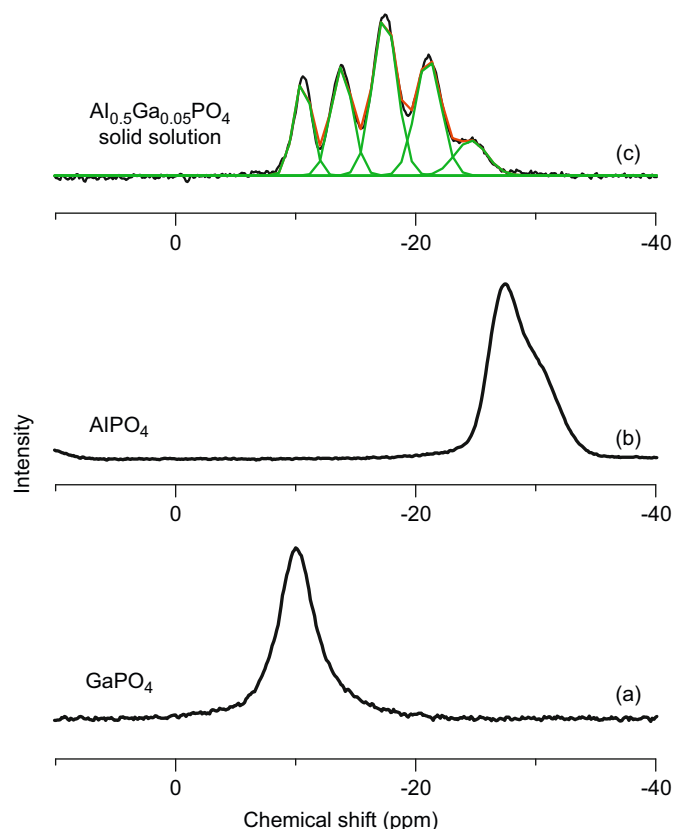 Al0.5Ga0.05PO4
solid solution
(c)
0 -20 -40
AlPO4
(b)
Intensity
0 -20 -40
GaPO4
(a)
0 -20 -40
Chemical shift (ppm)